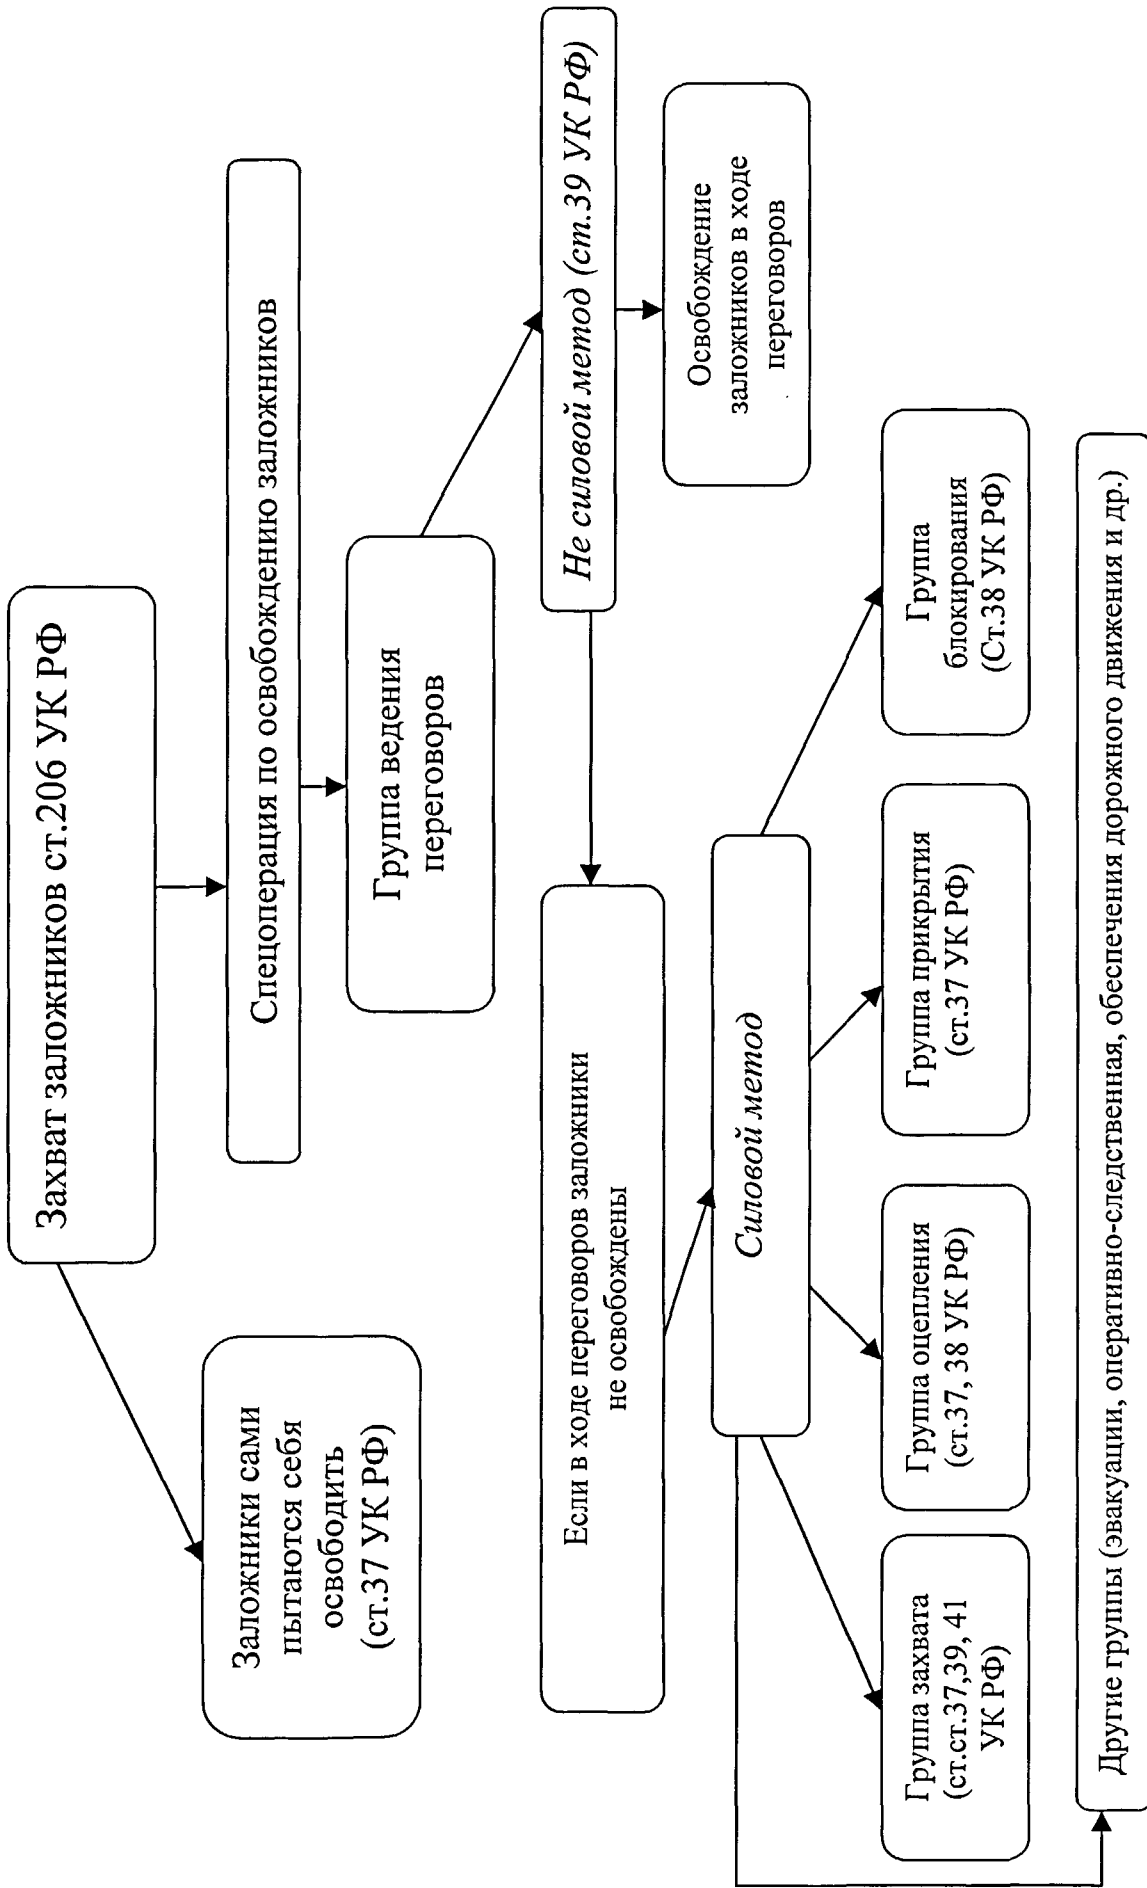 Захват заложников ст.206 УК РФ
Заложники сами
пытаются себя
освободить
(ст.37 УК РФ)
Спецоперация по освобождению заложников
Группа ведения
переговоров
Не силовой метод (ст.39 УК РФ)
Освобождение
заложников в ходе
переговоров
Если в ходе переговоров заложники
не освобождены
Силовой метод
Группа захвата
(ст.ст.37,39, 41
УК РФ)
Группа оцепления
(ст.37, 38 УК РФ)
Группа прикрытия
(ст.37 УК РФ)
Группа
блокирования
(Ст.38 УК РФ)
Другие группы (эвакуации, оперативно-следственная, обеспечения дорожного движения и др.)